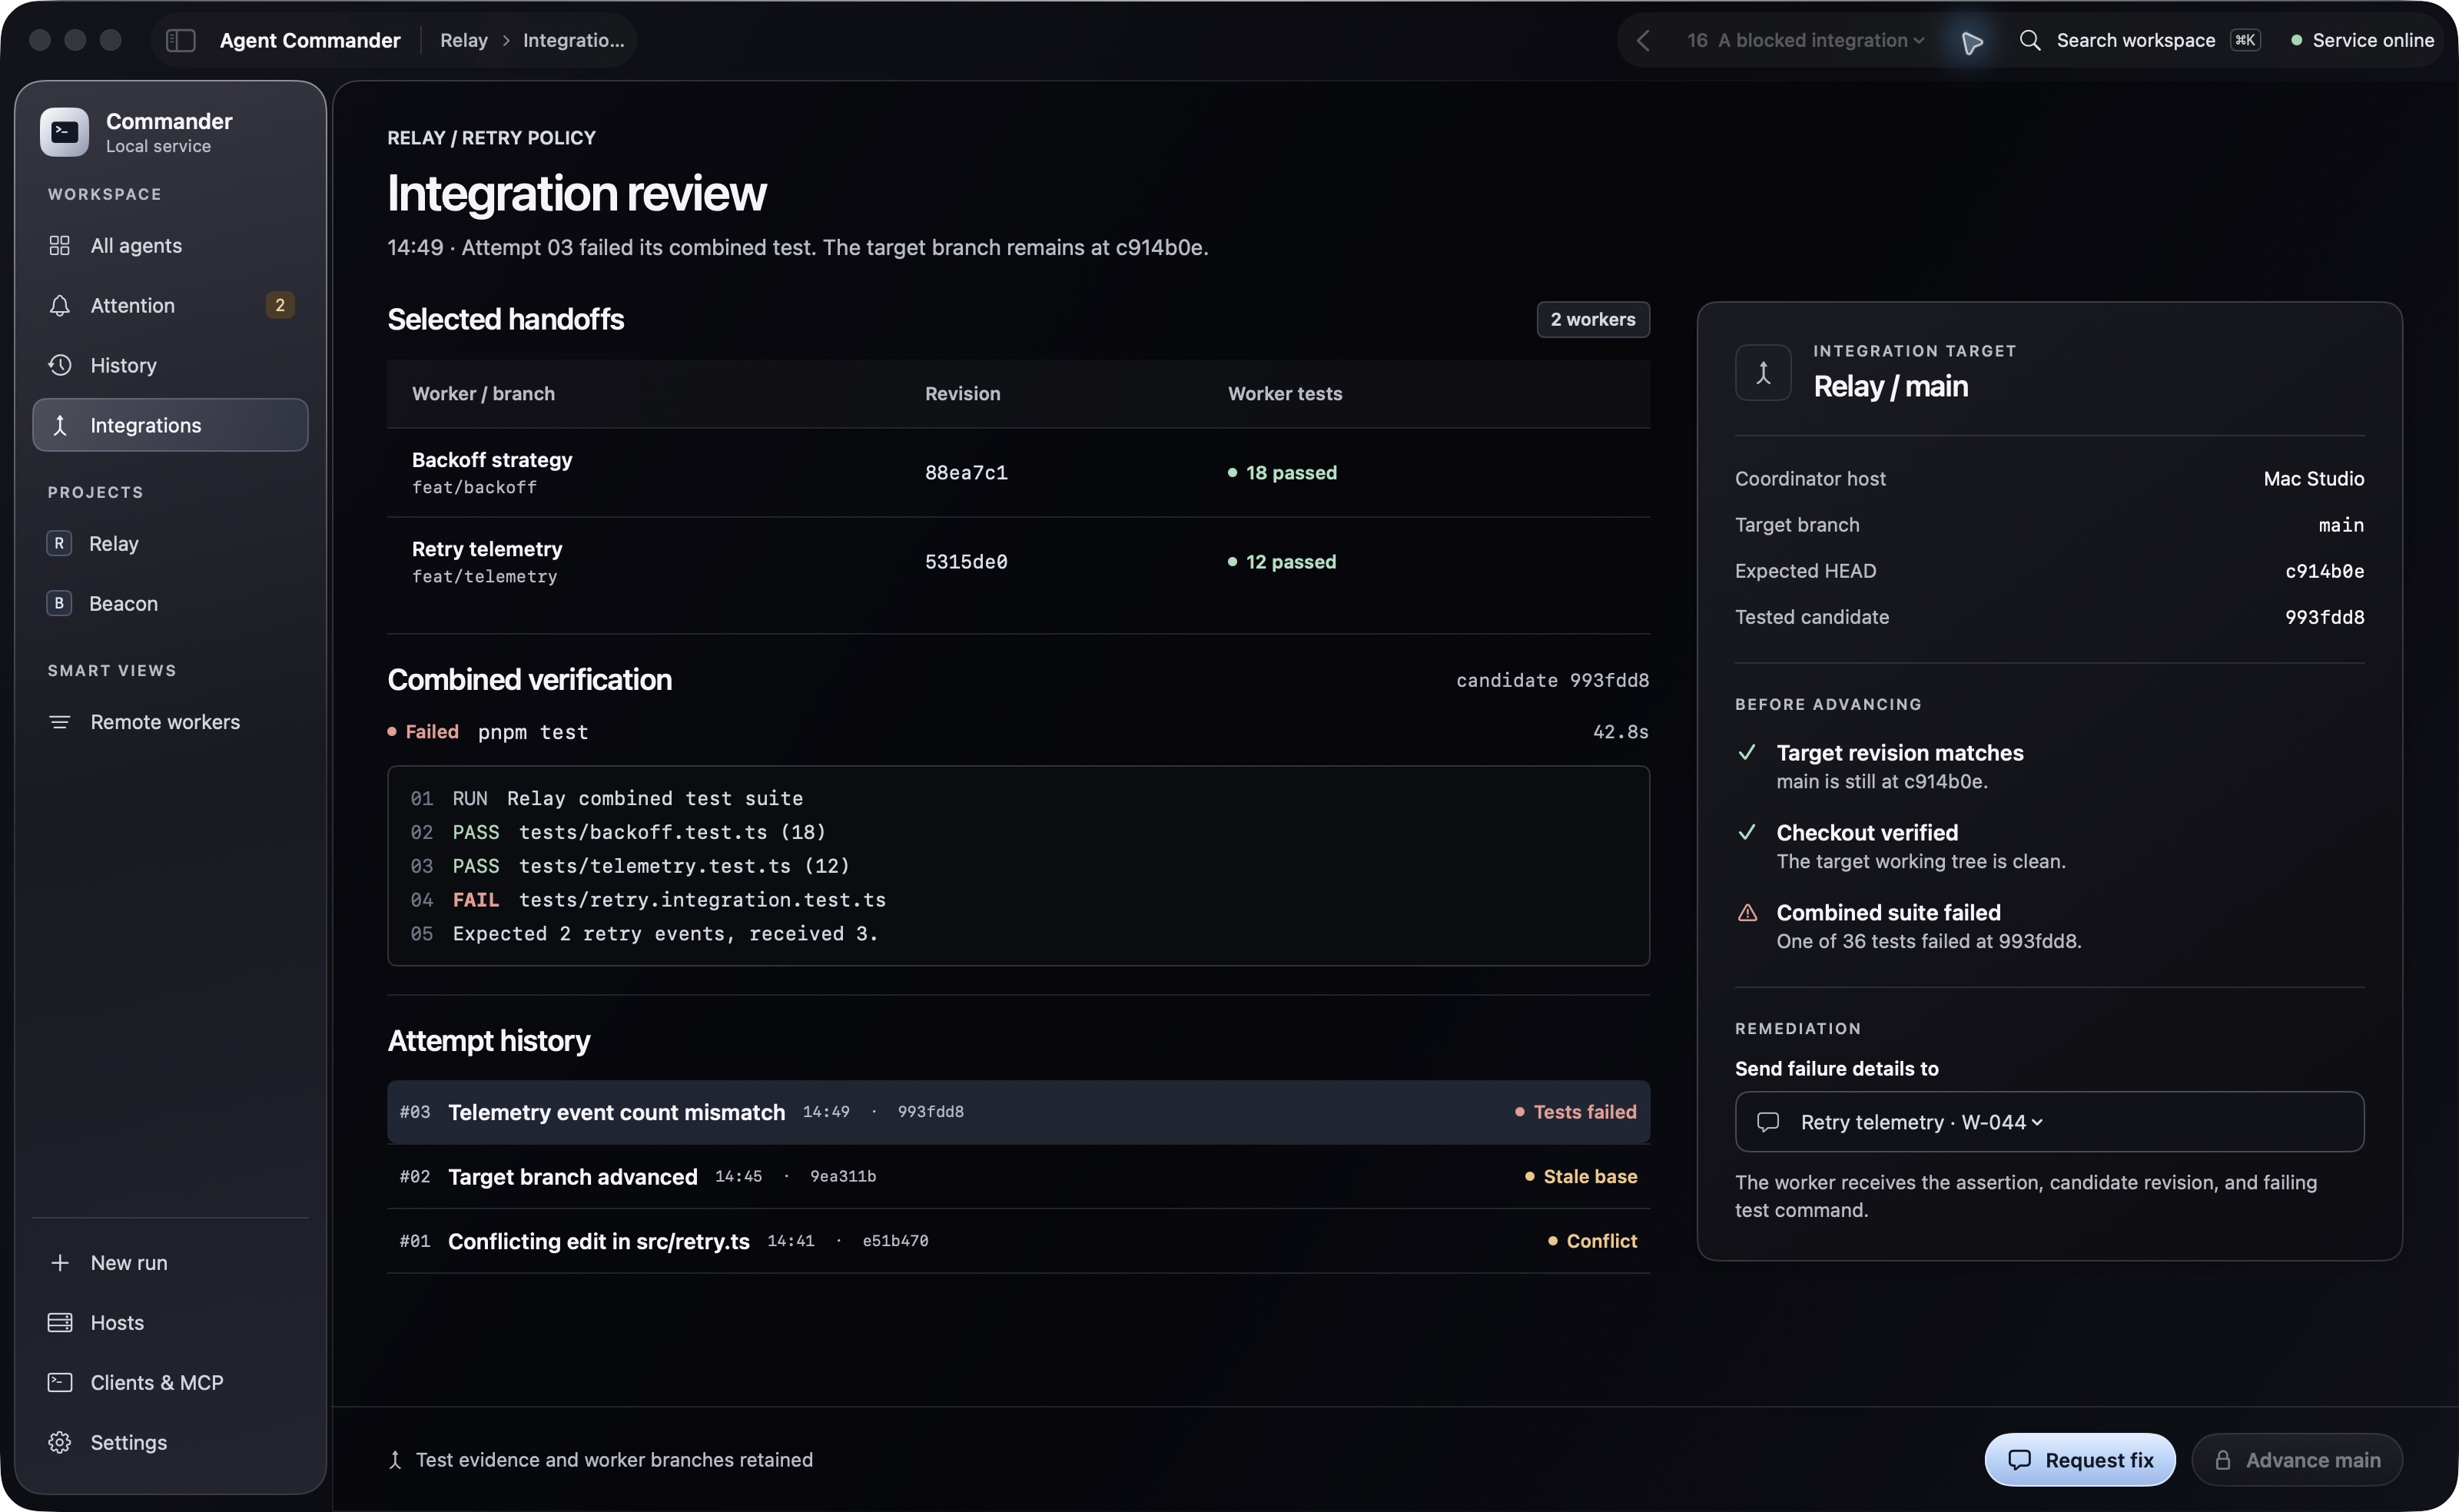 Agent Commander
Relay > Integratio...
16 A blocked integration
Search workspace ⌘K
Service online
Commander
Local service
WORKSPACE
All agents
Attention 2
History
Integrations
PROJECTS
R Relay
B Beacon
SMART VIEWS
Remote workers
New run
Hosts
Clients & MCP
Settings
RELAY / RETRY POLICY
Integration review
14:49 · Attempt 03 failed its combined test. The target branch remains at c914b0e.
Selected handoffs
2 workers
Worker / branch Revision Worker tests
Backoff strategy
feat/backoff
88ea7c1
18 passed
Retry telemetry
feat/telemetry
5315de0
12 passed
Combined verification
candidate 993fdd8
Failed pnpm test
42.8s
01 RUN Relay combined test suite
02 PASS tests/backoff.test.ts (18)
03 PASS tests/telemetry.test.ts (12)
04 FAIL tests/retry.integration.test.ts
05 Expected 2 retry events, received 3.
Attempt history
#03 Telemetry event count mismatch 14:49 · 993fdd8 Tests failed
#02 Target branch advanced 14:45 · 9ea311b Stale base
#01 Conflicting edit in src/retry.ts 14:41 · e51b470 Conflict
INTEGRATION TARGET
Relay / main
Coordinator host Mac Studio
Target branch main
Expected HEAD c914b0e
Tested candidate 993fdd8
BEFORE ADVANCING
Target revision matches
main is still at c914b0e.
Checkout verified
The target working tree is clean.
Combined suite failed
One of 36 tests failed at 993fdd8.
REMEDIATION
Send failure details to
Retry telemetry · W-044
The worker receives the assertion, candidate revision, and failing
test command.
Test evidence and worker branches retained
Request fix
Advance main